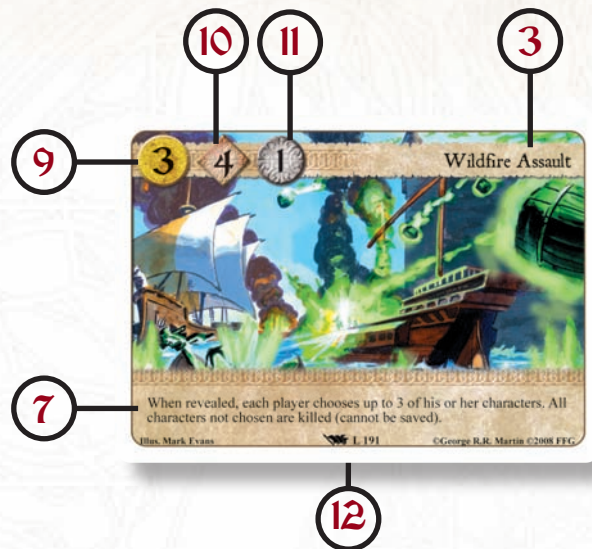 10 11 3
9
3 4 1 Wildfire Assault
7
When revealed, each player chooses up to 3 of his or her characters. All
characters not chosen are killed (cannot be saved).
Illus. Mark Evans L 191 ©George R.R. Martin ©2008 FFG
12